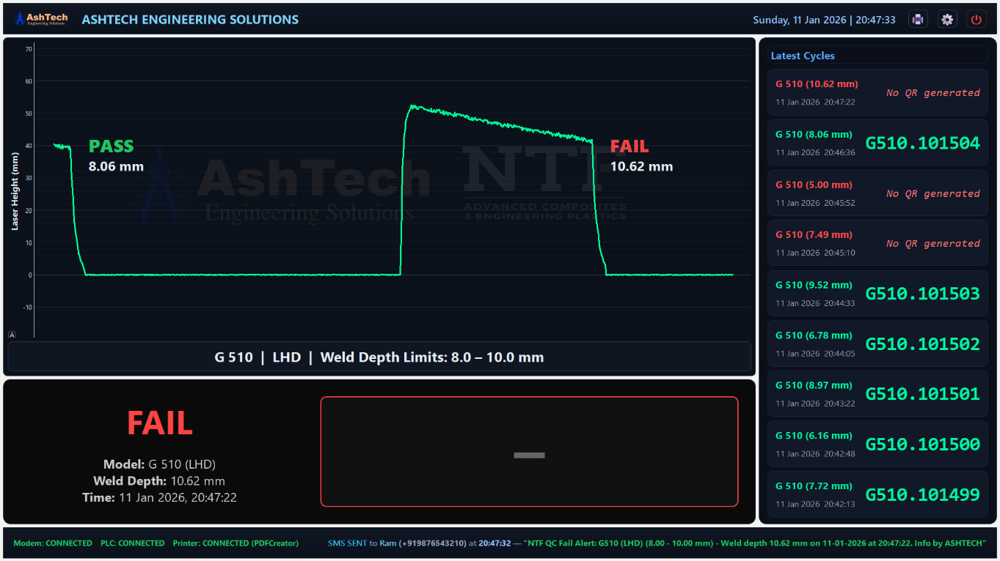 AshTech
Engineering Solutions
ASHTECH ENGINEERING SOLUTIONS
Sunday, 11 Jan 2026 | 20:47:33
70
60
50
40
30
20
10
0
-10
Laser Height (mm)
A
PASS
8.06 mm
FAIL
10.62 mm
AshTech
Engineering Solutions
NTF
ADVANCED COMPOSITES
& ENGINEERING PLASTICS
G 510 | LHD | Weld Depth Limits: 8.0 – 10.0 mm
FAIL
Model: G 510 (LHD)
Weld Depth: 10.62 mm
Time: 11 Jan 2026, 20:47:22
—
Latest Cycles
G 510 (10.62 mm)
11 Jan 2026 20:47:22
No QR generated
G 510 (8.06 mm)
11 Jan 2026 20:46:36
G510.101504
G 510 (5.00 mm)
11 Jan 2026 20:45:52
No QR generated
G 510 (7.49 mm)
11 Jan 2026 20:45:10
No QR generated
G 510 (9.52 mm)
11 Jan 2026 20:44:33
G510.101503
G 510 (6.78 mm)
11 Jan 2026 20:44:05
G510.101502
G 510 (8.97 mm)
11 Jan 2026 20:43:22
G510.101501
G 510 (6.16 mm)
11 Jan 2026 20:42:48
G510.101500
G 510 (7.72 mm)
11 Jan 2026 20:42:13
G510.101499
Modem: CONNECTED PLC: CONNECTED Printer: CONNECTED (PDFCreator)
SMS SENT to Ram (+919876543210) at 20:47:32 — "NTF QC Fail Alert: G510 (LHD) (8.00 - 10.00 mm) - Weld depth 10.62 mm on 11-01-2026 at 20:47:22. Info by ASHTECH"